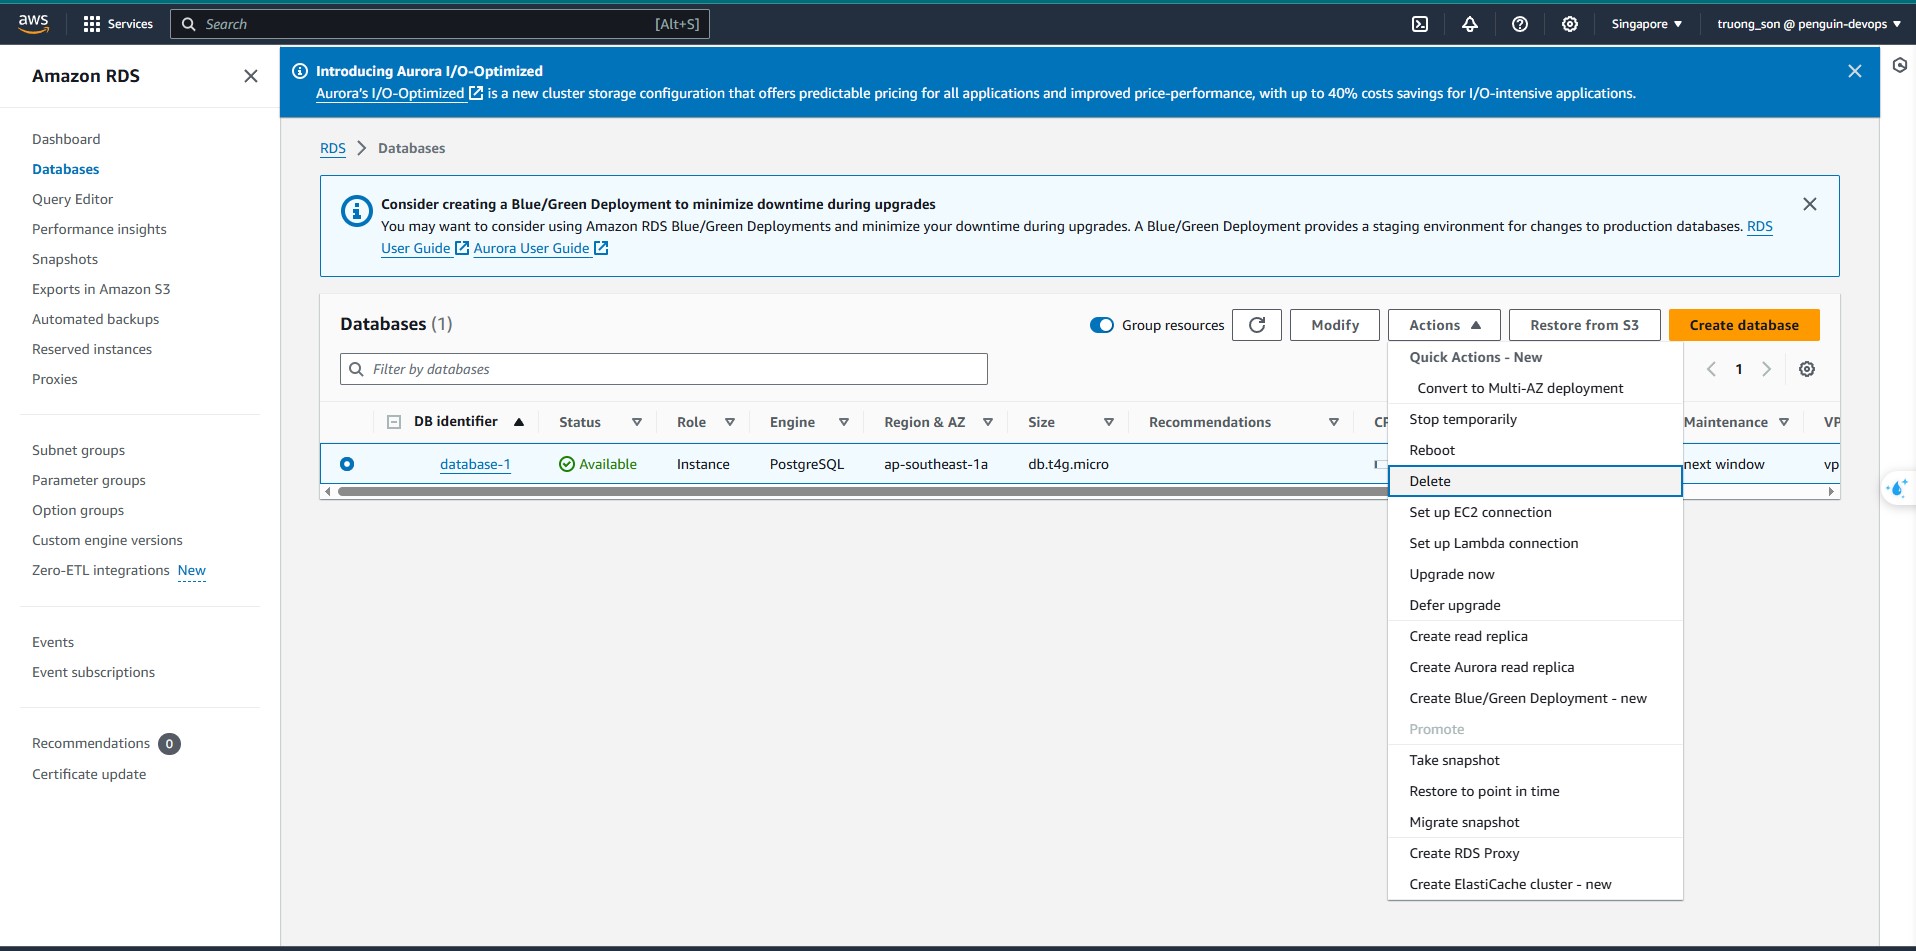 aws
Services
Search
[Alt+S]
Singapore
truong_son @ penguin-devops
Amazon RDS
Dashboard
Databases
Query Editor
Performance insights
Snapshots
Exports in Amazon S3
Automated backups
Reserved instances
Proxies
Subnet groups
Parameter groups
Option groups
Custom engine versions
Zero-ETL integrations New
Events
Event subscriptions
Recommendations 0
Certificate update
Introducing Aurora I/O-Optimized
Aurora's I/O-Optimized is a new cluster storage configuration that offers predictable pricing for all applications and improved price-performance, with up to 40% costs savings for I/O-intensive applications.
RDS > Databases
Consider creating a Blue/Green Deployment to minimize downtime during upgrades
You may want to consider using Amazon RDS Blue/Green Deployments and minimize your downtime during upgrades. A Blue/Green Deployment provides a staging environment for changes to production databases. RDS
User Guide Aurora User Guide
Databases (1)
Group resources
Modify
Actions
Restore from S3
Create database
Filter by databases
1
DB identifier Status Role Engine Region & AZ Size Recommendations CP Maintenance VP
database-1 Available Instance PostgreSQL ap-southeast-1a db.t4g.micro next window vp
Quick Actions - New
Convert to Multi-AZ deployment
Stop temporarily
Reboot
Delete
Set up EC2 connection
Set up Lambda connection
Upgrade now
Defer upgrade
Create read replica
Create Aurora read replica
Create Blue/Green Deployment - new
Promote
Take snapshot
Restore to point in time
Migrate snapshot
Create RDS Proxy
Create ElastiCache cluster - new